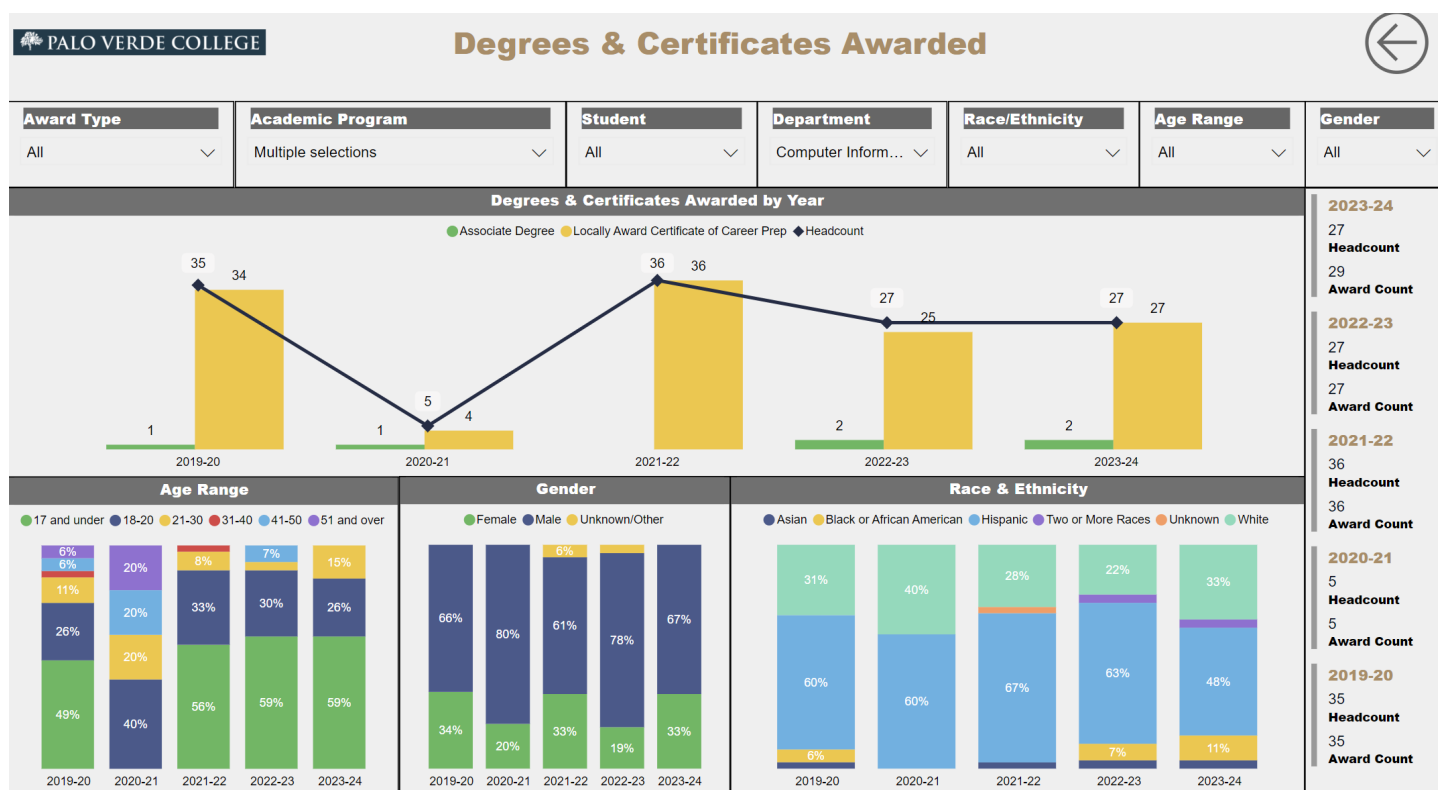 PALO VERDE COLLEGE
Degrees & Certificates Awarded
Award Type
All
Academic Program
Multiple selections
Student
All
Department
Computer Inform...
Race/Ethnicity
All
Age Range
All
Gender
All
Degrees & Certificates Awarded by Year
Associate Degree Locally Award Certificate of Career Prep Headcount
35 34 36 36 27 25 27 27
5 4
1 1 2 2
2019-20 2020-21 2021-22 2022-23 2023-24
Age Range
17 and under 18-20 21-30 31-40 41-50 51 and over
6% 6% 11% 26% 49%
20% 20% 20% 40%
8% 33% 56%
7% 30% 59%
15% 26% 59%
2019-20 2020-21 2021-22 2022-23 2023-24
Gender
Female Male Unknown/Other
66% 34%
80% 20%
6% 61% 33%
78% 19%
67% 33%
2019-20 2020-21 2021-22 2022-23 2023-24
Race & Ethnicity
Asian Black or African American Hispanic Two or More Races Unknown White
31% 60% 6%
40% 60%
28% 67%
22% 63% 7%
33% 48% 11%
2019-20 2020-21 2021-22 2022-23 2023-24
2023-24
27
Headcount
29
Award Count
2022-23
27
Headcount
27
Award Count
2021-22
36
Headcount
36
Award Count
2020-21
5
Headcount
5
Award Count
2019-20
35
Headcount
35
Award Count